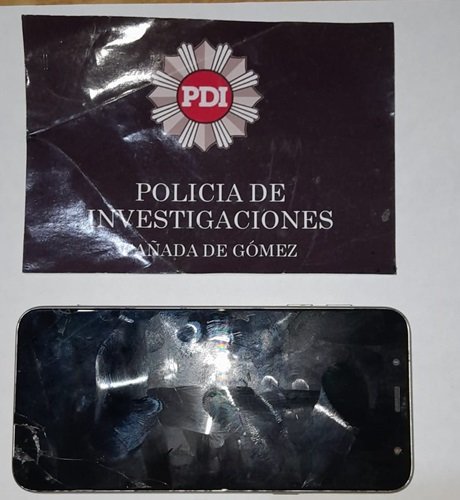 PDI
POLICIA DE
INVESTIGACIONES
CAÑADA DE GÓMEZ